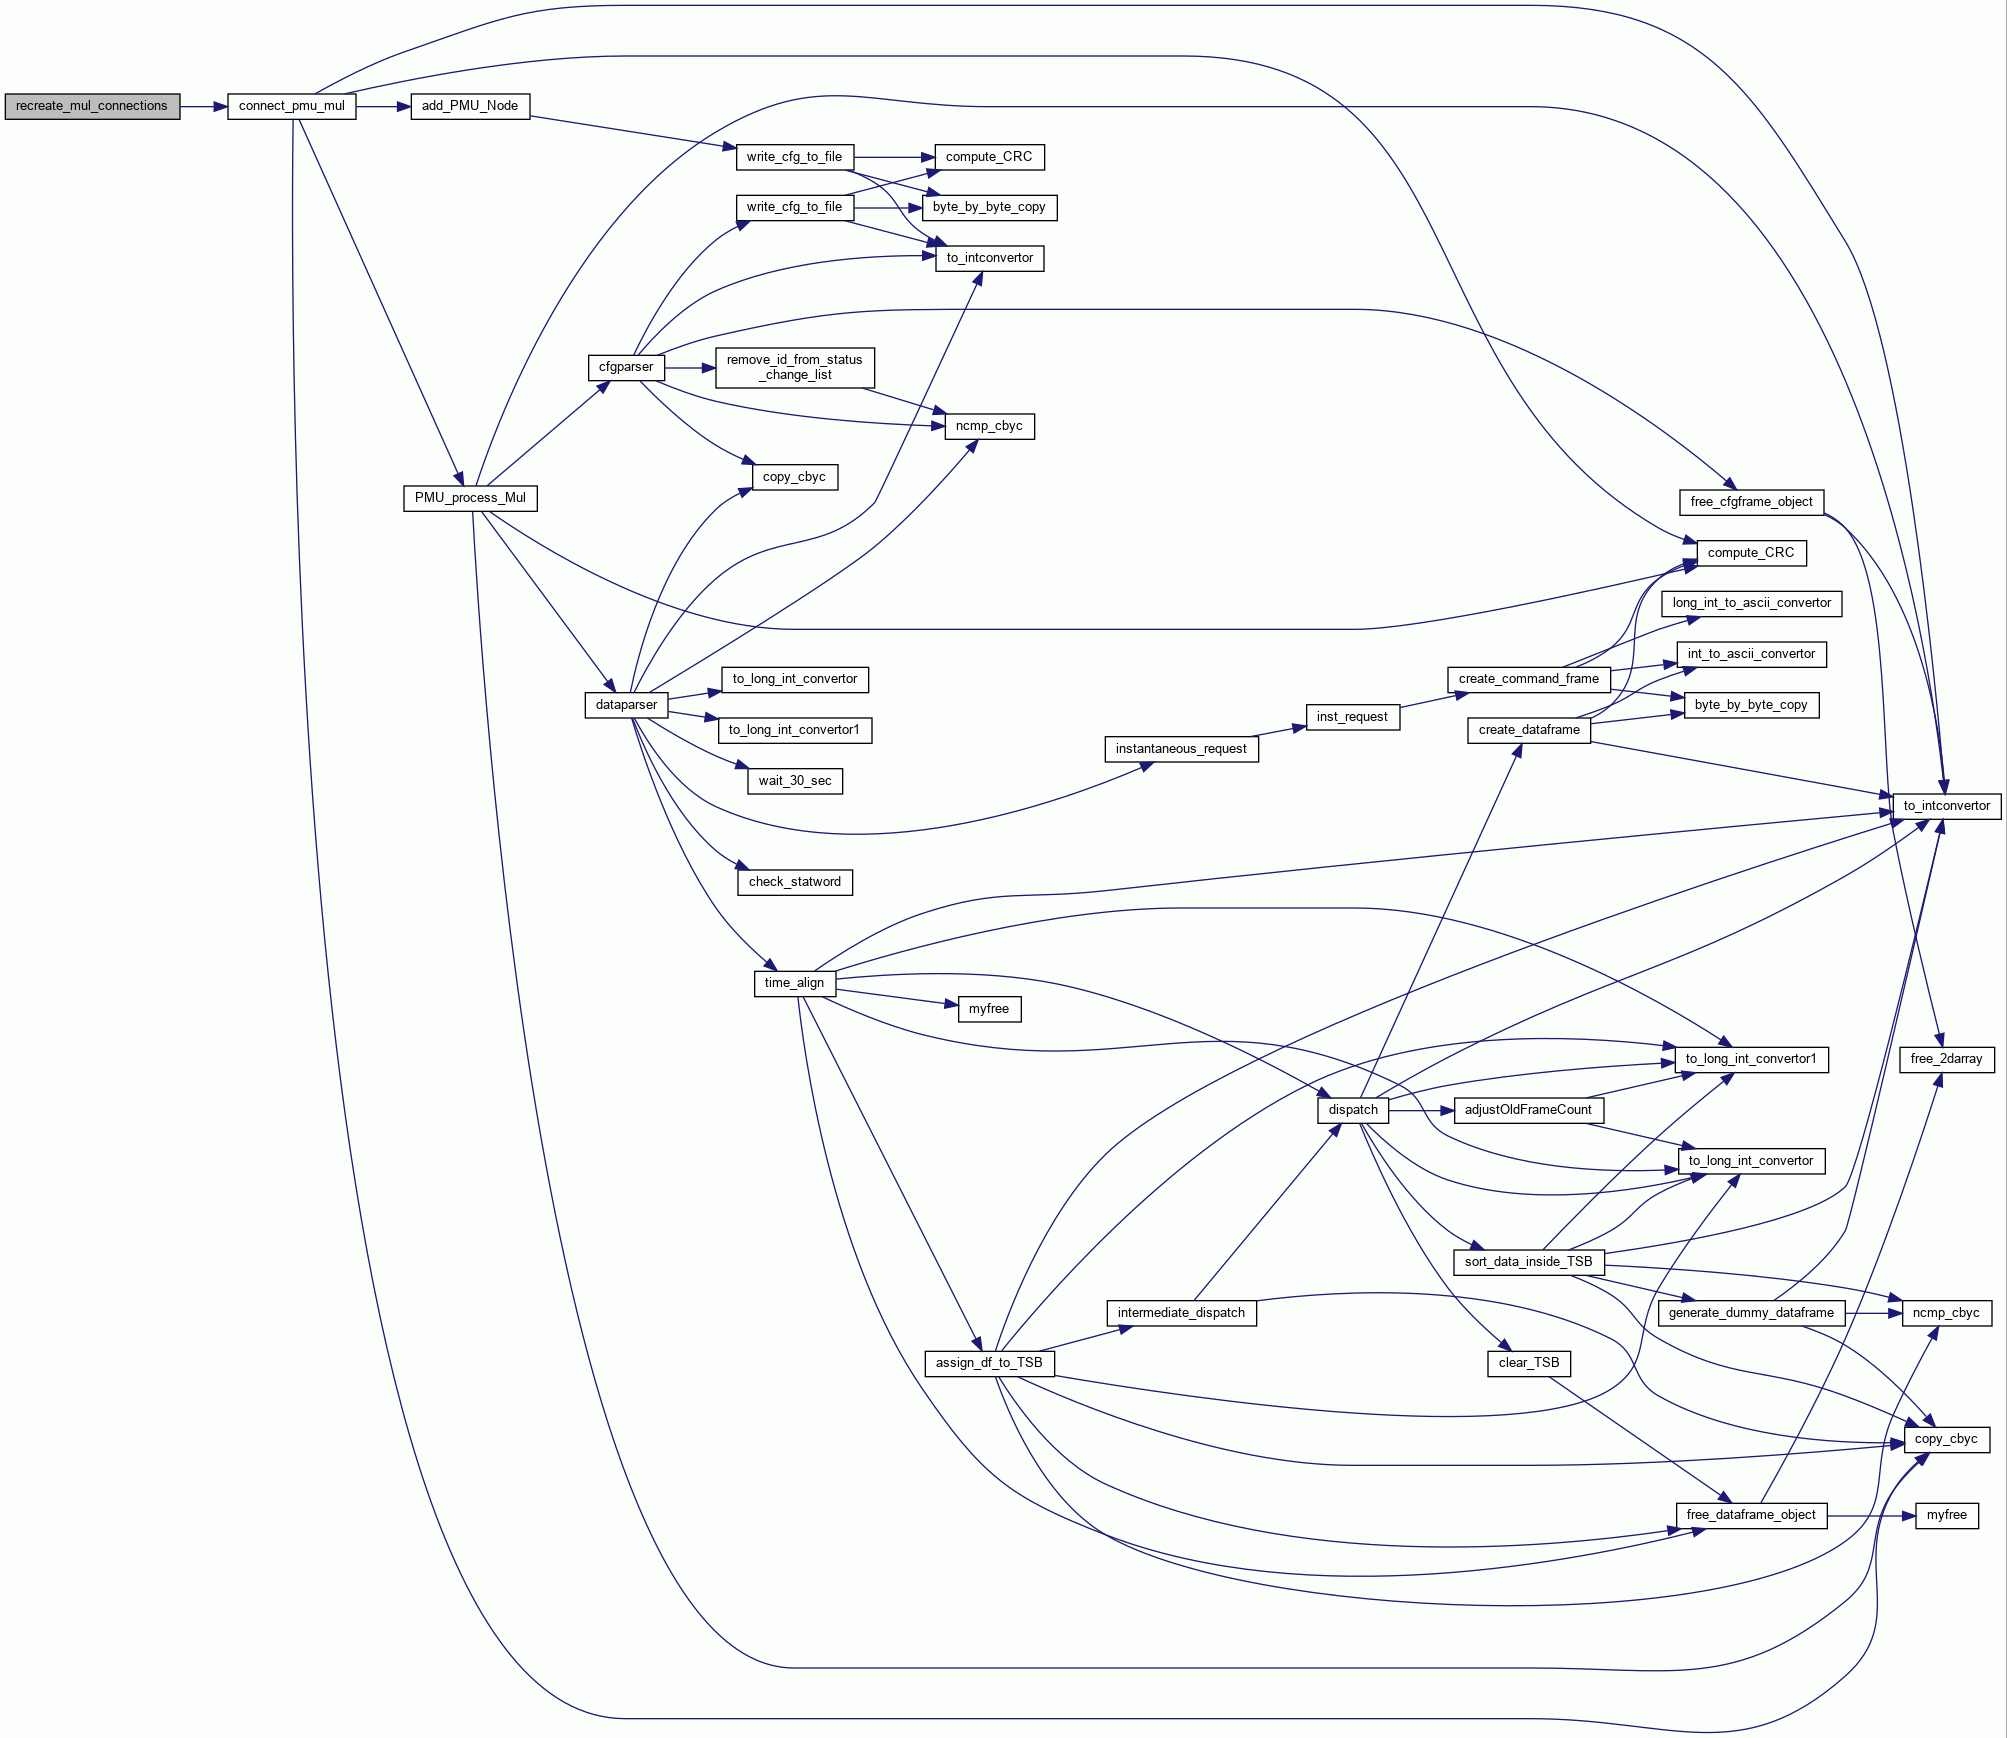 recreate_mul_connections
connect_pmu_mul
add_PMU_Node
write_cfg_to_file
compute_CRC
write_cfg_to_file
byte_by_byte_copy
to_intconvertor
cfgparser
remove_id_from_status
_change_list
ncmp_cbyc
copy_cbyc
PMU_process_Mul
free_cfgframe_object
compute_CRC
long_int_to_ascii_convertor
int_to_ascii_convertor
to_long_int_convertor
create_command_frame
dataparser
byte_by_byte_copy
inst_request
to_long_int_convertor1
create_dataframe
instantaneous_request
wait_30_sec
to_intconvertor
check_statword
time_align
myfree
to_long_int_convertor1
free_2darray
dispatch
adjustOldFrameCount
to_long_int_convertor
sort_data_inside_TSB
intermediate_dispatch
generate_dummy_dataframe
ncmp_cbyc
assign_df_to_TSB
clear_TSB
copy_cbyc
free_dataframe_object
myfree